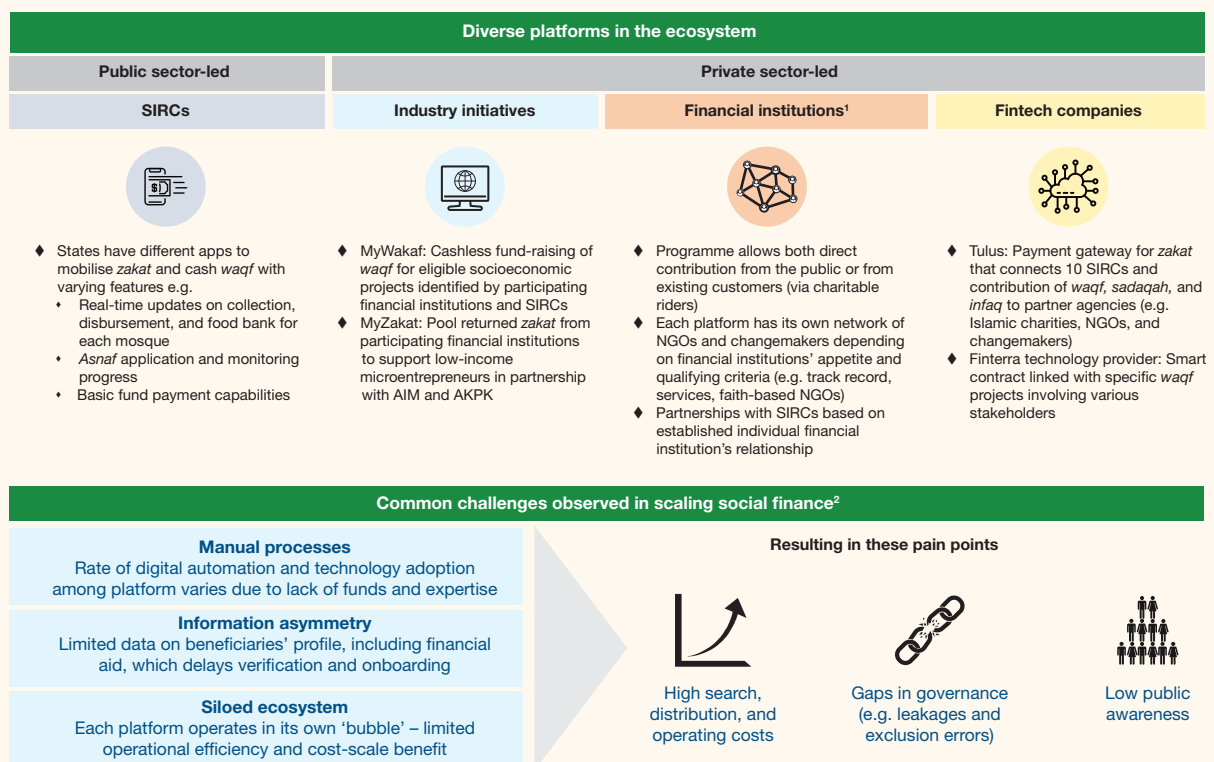 Diverse platforms in the ecosystem
Public sector-led
Private sector-led
SIRCs
Industry initiatives
Financial institutions¹
Fintech companies
$
♦ States have different apps to
mobilise zakat and cash waqf with
varying features e.g.
♦ Real-time updates on collection,
disbursement, and food bank for
each mosque
♦ Asnaf application and monitoring
progress
♦ Basic fund payment capabilities
♦ MyWakaf: Cashless fund-raising of
waqf for eligible socioeconomic
projects identified by participating
financial institutions and SIRCs
♦ MyZakat: Pool returned zakat from
participating financial institutions
to support low-income
microentrepreneurs in partnership
with AIM and AKPK
♦ Programme allows both direct
contribution from the public or from
existing customers (via charitable
riders)
♦ Each platform has its own network of
NGOs and changemakers depending
on financial institutions’ appetite and
qualifying criteria (e.g. track record,
services, faith-based NGOs)
♦ Partnerships with SIRCs based on
established individual financial
institution’s relationship
♦ Tulus: Payment gateway for zakat
that connects 10 SIRCs and
contribution of waqf, sadaqah, and
infaq to partner agencies (e.g.
Islamic charities, NGOs, and
changemakers)
♦ Finterra technology provider: Smart
contract linked with specific waqf
projects involving various
stakeholders
Common challenges observed in scaling social finance²
Manual processes
Rate of digital automation and technology adoption
among platform varies due to lack of funds and expertise
Information asymmetry
Limited data on beneficiaries’ profile, including financial
aid, which delays verification and onboarding
Siloed ecosystem
Each platform operates in its own ‘bubble’ – limited
operational efficiency and cost-scale benefit
Resulting in these pain points
High search,
distribution, and
operating costs
Gaps in governance
(e.g. leakages and
exclusion errors)
Low public
awareness